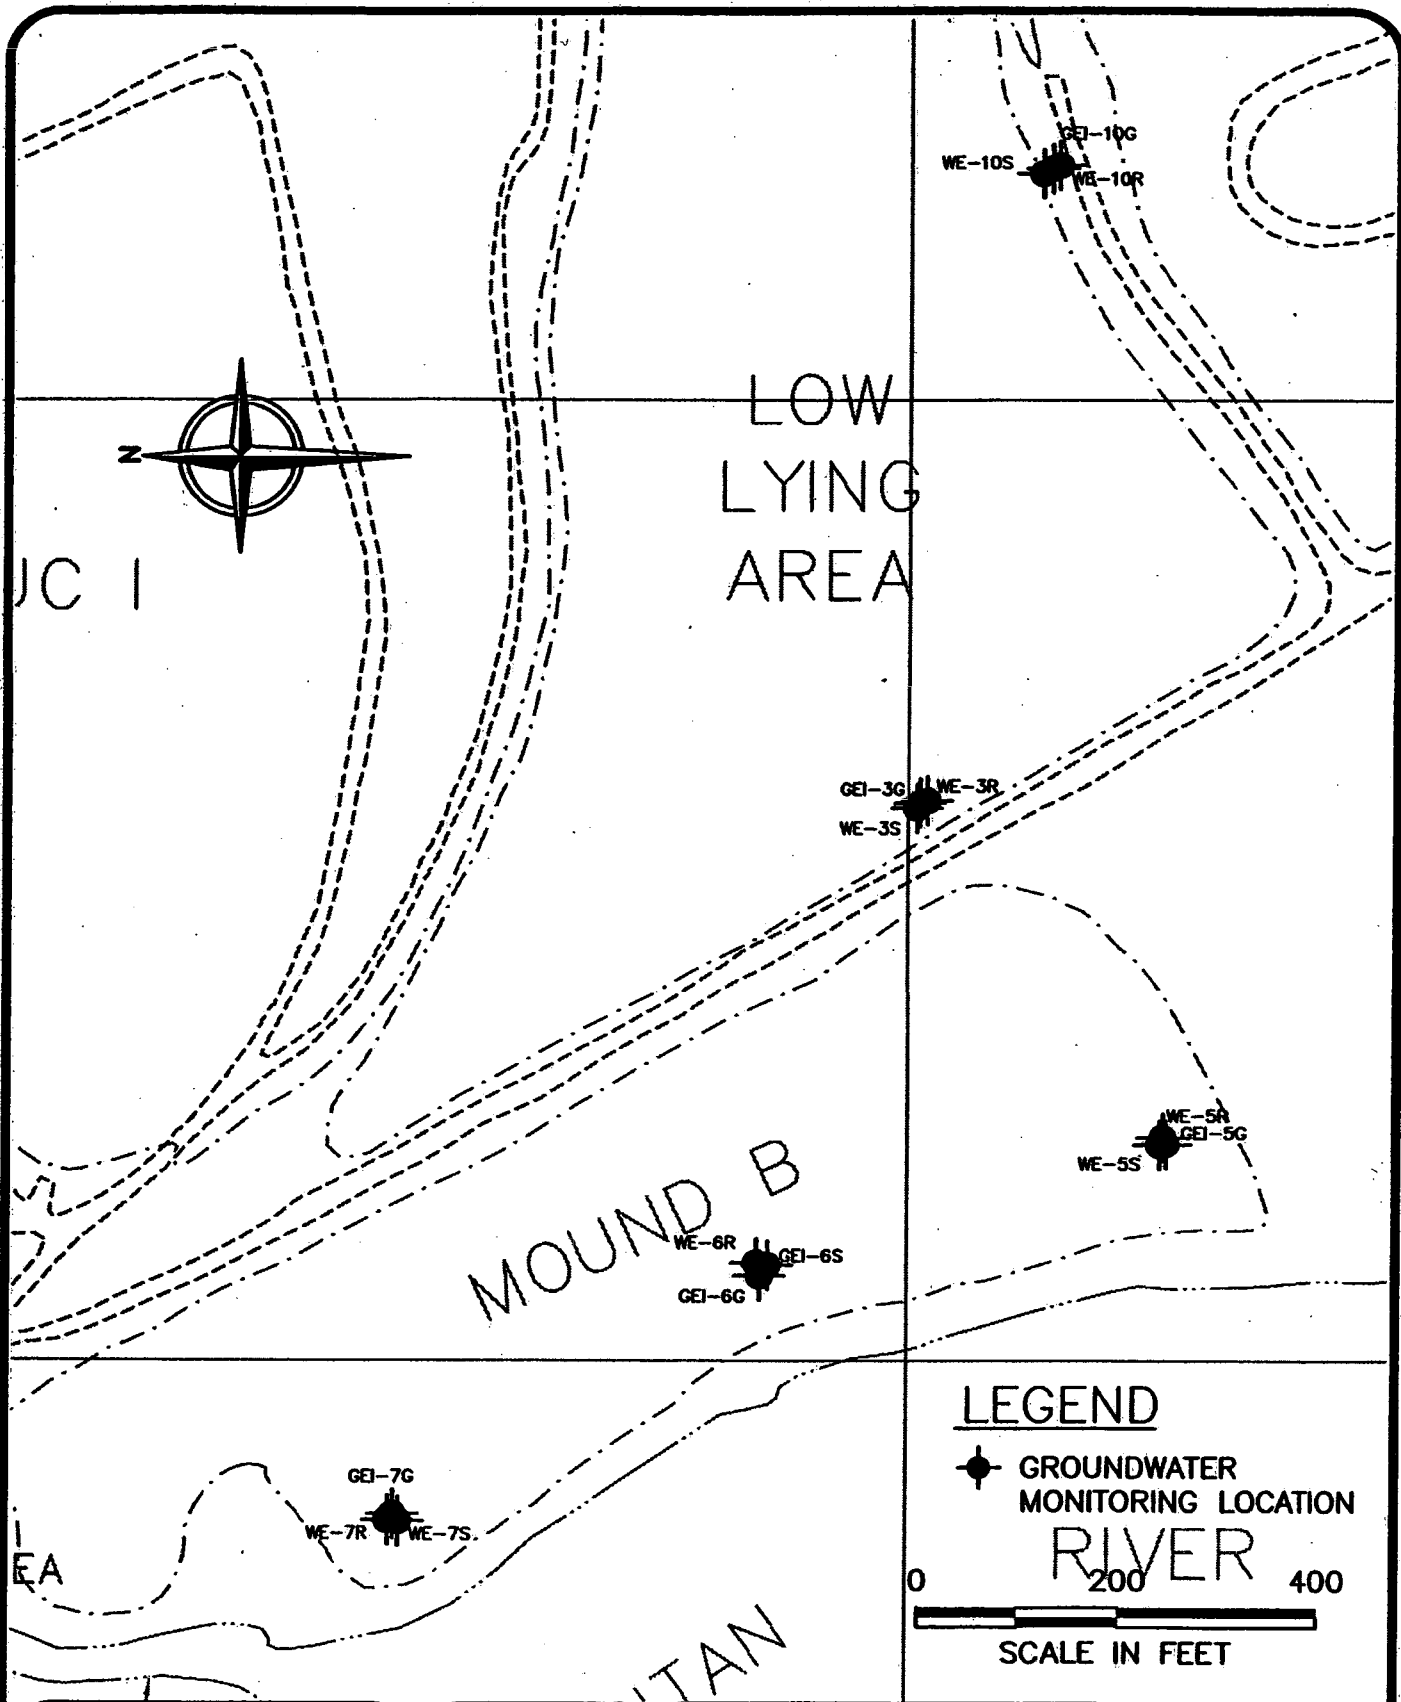 GEI-10G
WE-10S
WE-10R
LOW
LYING
AREA
N
UC I
GEI-3G
WE-3R
WE-3S
WE-5R
GEI-5G
WE-5S
MOUND B
WE-6R
GEI-6S
GEI-6G
LEGEND
GROUNDWATER
MONITORING LOCATION
GEI-7G
WE-7R
WE-7S
RIVER
EA
0 200 400
SCALE IN FEET
ITAN